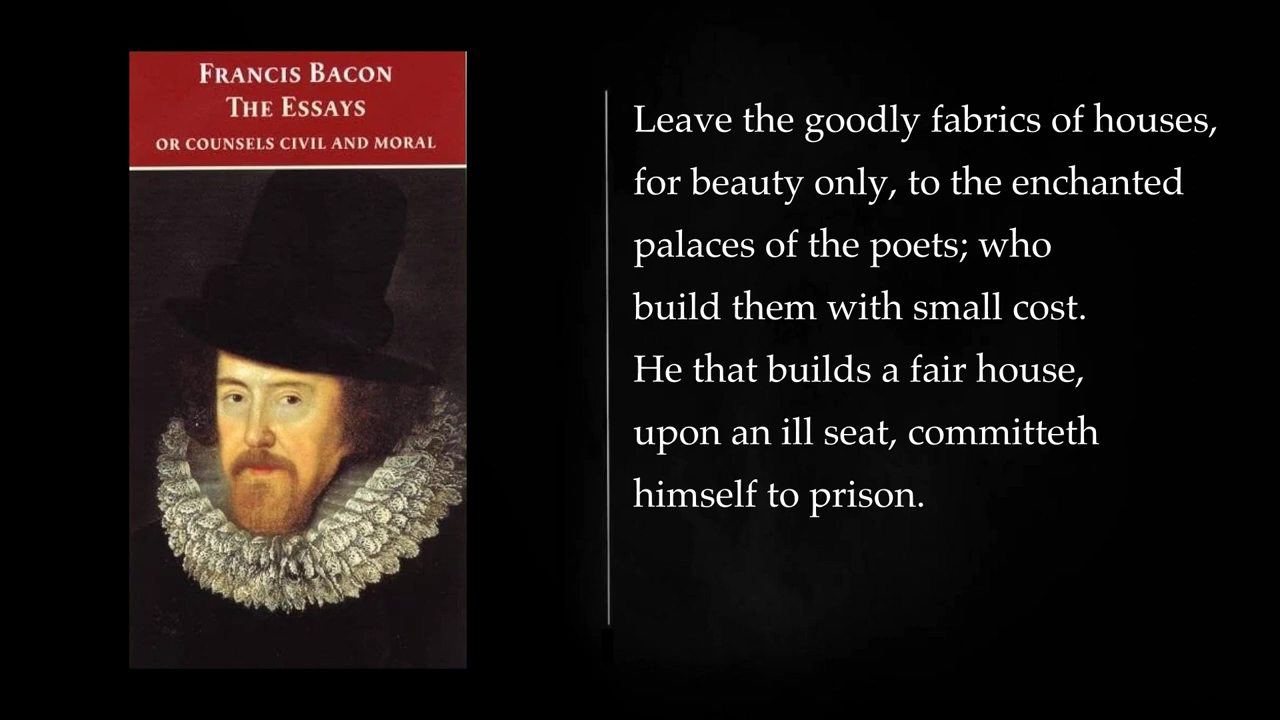 FRANCIS BACON
THE ESSAYS
OR COUNSELS CIVIL AND MORAL
Leave the goodly fabrics of houses,
for beauty only, to the enchanted
palaces of the poets; who
build them with small cost.
He that builds a fair house,
upon an ill seat, committeth
himself to prison.